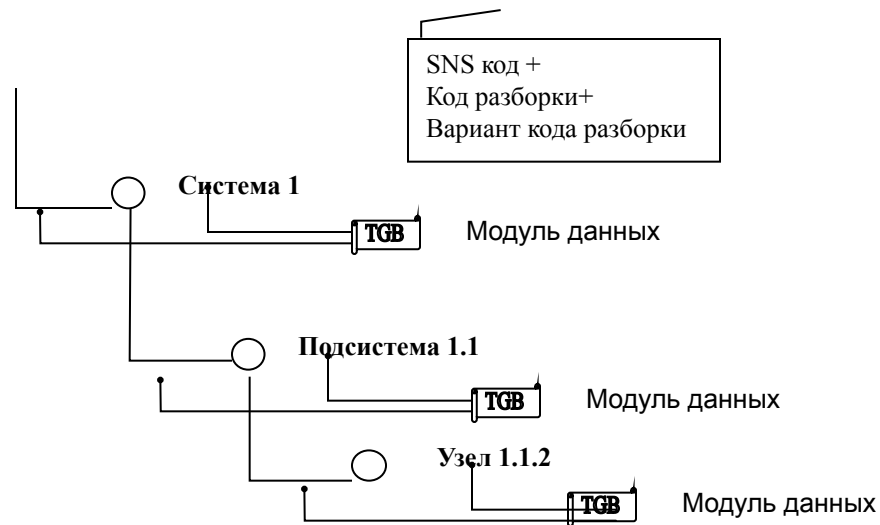 SNS код +
Код разборки+
Вариант кода разборки
Система 1
TGB Модуль данных
Подсистема 1.1
TGB Модуль данных
Узел 1.1.2
TGB Модуль данных